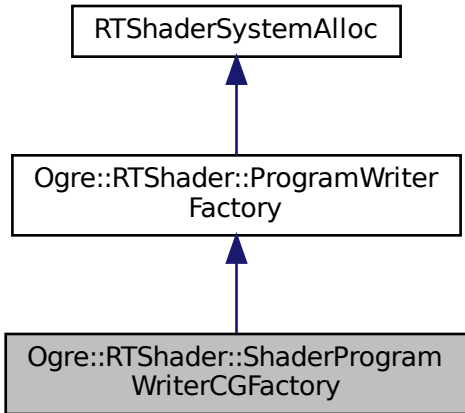 RTShaderSystemAlloc
Ogre::RTShader::ProgramWriter
Factory
Ogre::RTShader::ShaderProgram
WriterCGFactory